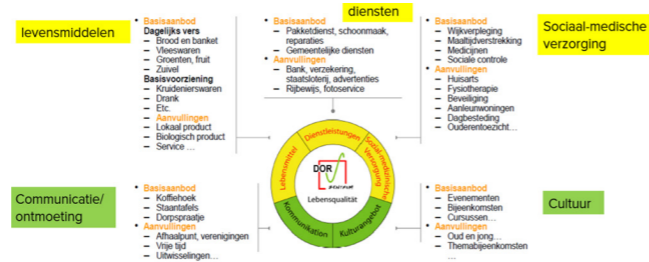 levensmiddelen
• Basisaanbod
Dagelijks vers
– Brood en banket
– Vleeswaren
– Groenten, fruit
– Zuivel
Basisvoorziening
– Kruidenierswaren
– Drank
– Etc.
• Aanvullingen
– Lokaal product
– Biologisch product
– Service ...
diensten
• Basisaanbod
– Pakketdienst, schoonmaak,
reparaties
– Gemeentelijke diensten
• Aanvullingen
– Bank, verzekering,
staatsloterij, advertenties
– Rijbewijs, fotoservice
Sociaal-medische
verzorging
• Basisaanbod
– Wijkverpleging
– Maaltijdverstrekking
– Medicijnen
– Sociale controle
• Aanvullingen
– Huisarts
– Fysiotherapie
– Beveiliging
– Aanleunwoningen
– Dagbesteding
– Ouderentoezicht...
Lebensmittel
Dienstleistungen
Sozial-medizinische
Versorgung
DORV
Lebensqualität
Kommunikation
Kulturangebot
Communicatie/
ontmoeting
• Basisaanbod
– Koffiehoek
– Staantafels
– Dorpspraatje
• Aanvullingen
– Afhaalpunt, verenigingen
– Vrije tijd
– Uitwisselingen...
Cultuur
• Basisaanbod
– Evenementen
– Bijeenkomsten
– Cursussen...
• Aanvullingen
– Oud en jong...
– Themabijeenkomsten
...